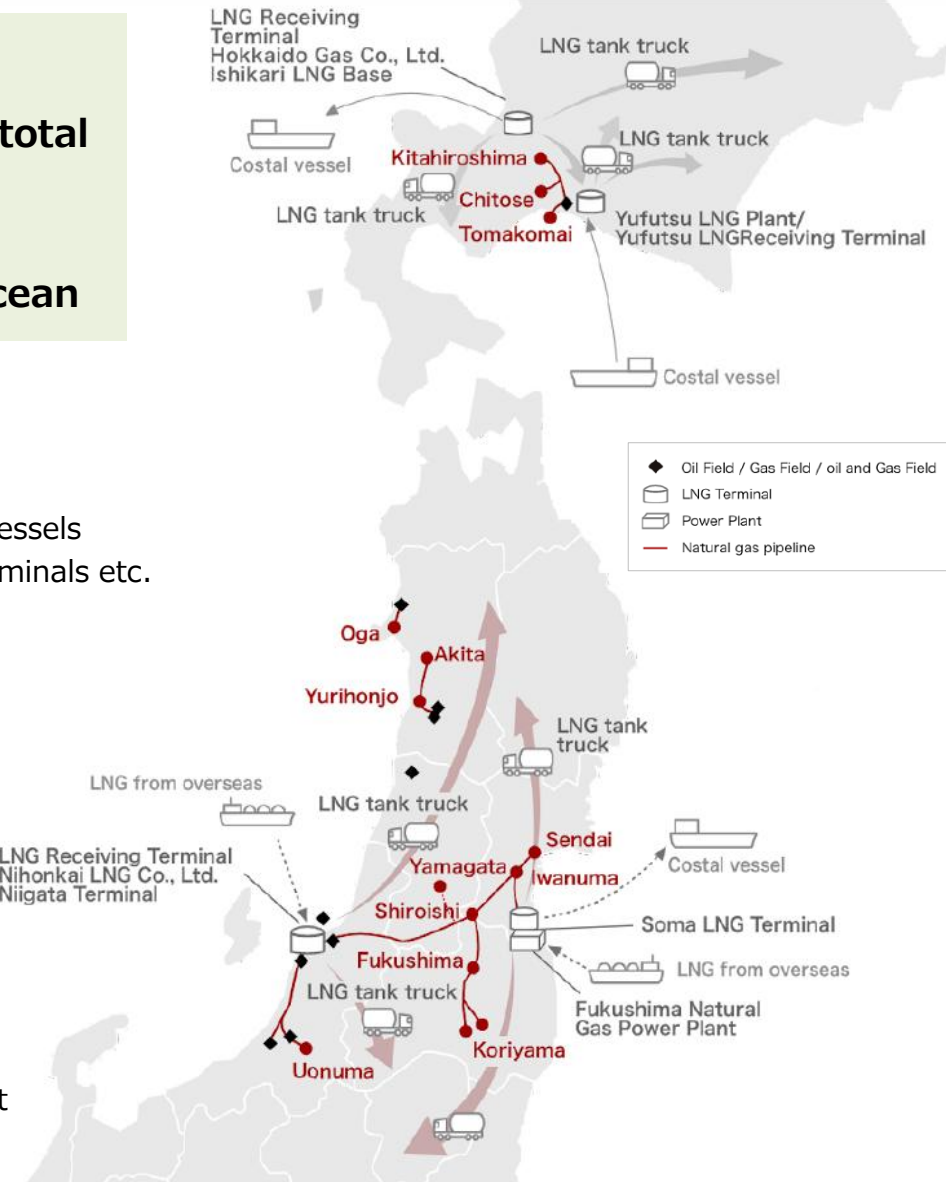 total
cean
essels
minals etc.
t
LNG Receiving
Terminal
Hokkaido Gas Co., Ltd.
Ishikari LNG Base
LNG tank truck
Costal vessel
LNG tank truck
Kitahiroshima
LNG tank truck
Chitose
Tomakomai
Yufutsu LNG Plant/
Yufutsu LNGReceiving Terminal
Costal vessel
Oil Field / Gas Field / oil and Gas Field
LNG Terminal
Power Plant
Natural gas pipeline
Oga
Akita
Yurihonjo
LNG tank
truck
LNG from overseas
LNG tank truck
LNG Receiving Terminal
Nihonkai LNG Co., Ltd.
Niigata Terminal
Sendai
Yamagata
Iwanuma
Costal vessel
Shiroishi
Soma LNG Terminal
Fukushima
LNG from overseas
LNG tank truck
Fukushima Natural
Gas Power Plant
Koriyama
Uonuma